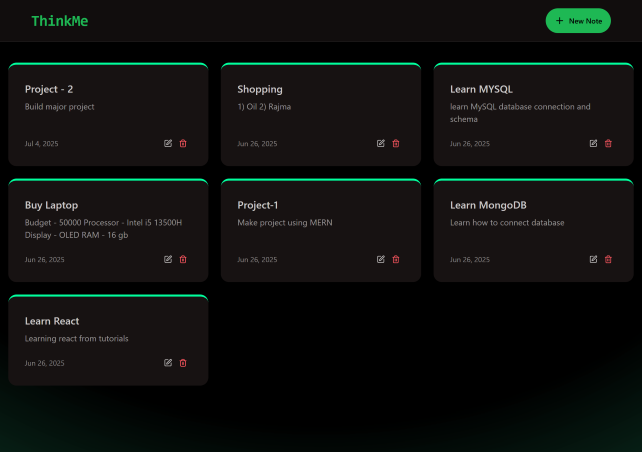 ThinkMe
New Note
Project - 2
Build major project
Jul 4, 2025
Shopping
1) Oil 2) Rajma
Jun 26, 2025
Learn MYSQL
learn MySQL database connection and
schema
Jun 26, 2025
Buy Laptop
Budget - 50000 Processor - Intel i5 13500H
Display - OLED RAM - 16 gb
Jun 26, 2025
Project-1
Make project using MERN
Jun 26, 2025
Learn MongoDB
Learn how to connect database
Jun 26, 2025
Learn React
Learning react from tutorials
Jun 26, 2025